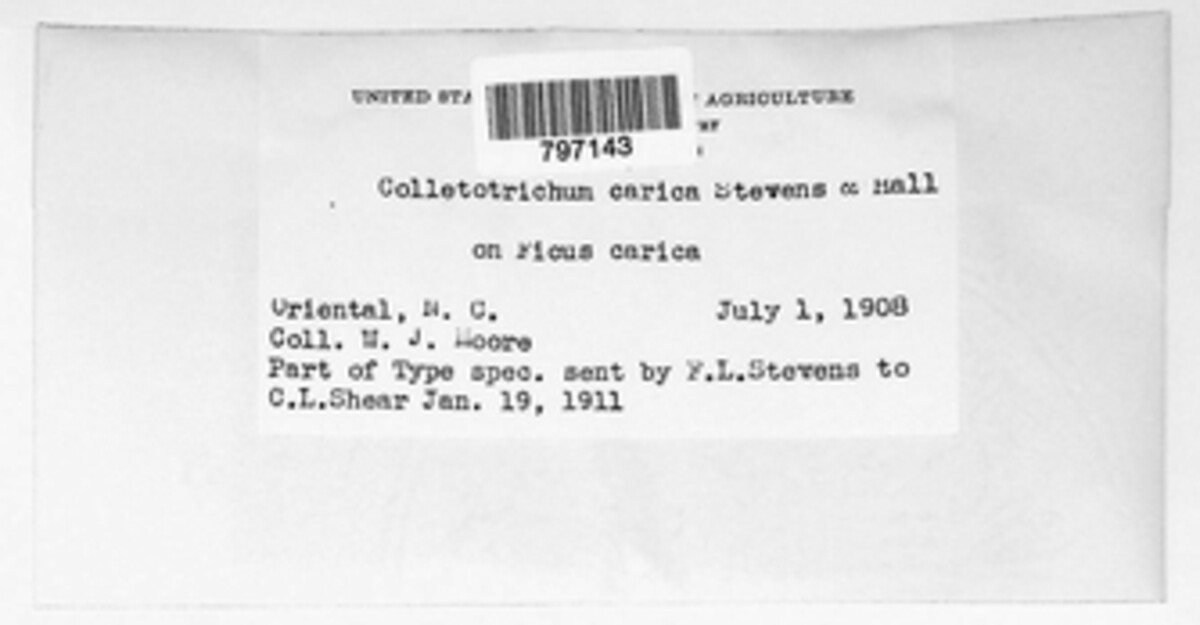 UNITED STA AGRICULTURE
797143
Colletotrichum carica Stevens & Hall
on Ficus carica
Oriental, N. C. July 1, 1908
Coll. W. J. Moore
Part of Type spec. sent by F.L.Stevens to
C.L.Shear Jan. 19, 1911